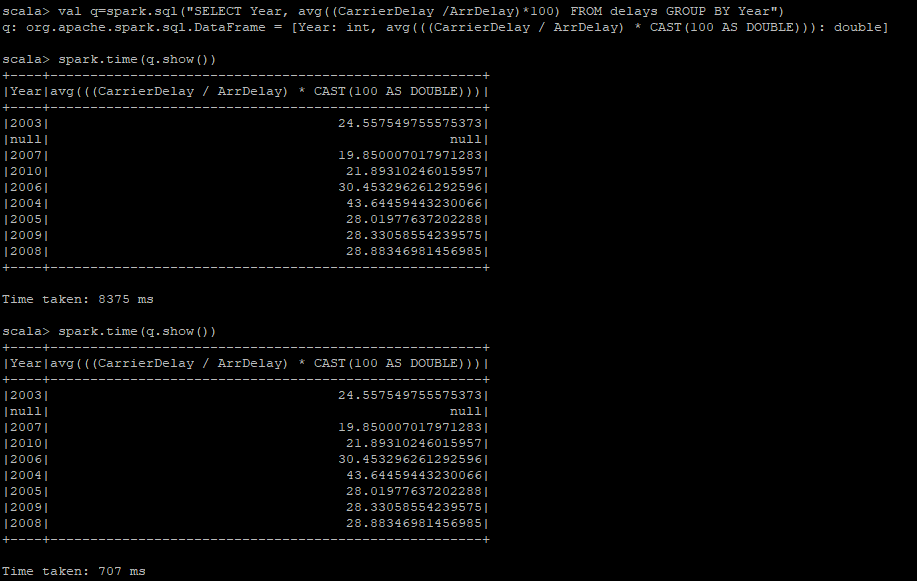 scala> val q=spark.sql("SELECT Year, avg((CarrierDelay /ArrDelay)*100) FROM delays GROUP BY Year")
q: org.apache.spark.sql.DataFrame = [Year: int, avg(((CarrierDelay / ArrDelay) * CAST(100 AS DOUBLE))): double]
scala> spark.time(q.show())
+----+------------------------------------------------------+
|Year|avg(((CarrierDelay / ArrDelay) * CAST(100 AS DOUBLE)))|
+----+------------------------------------------------------+
|2003|                                    24.557549755575373|
|null|                                                  null|
|2007|                                    19.850007017971283|
|2010|                                     21.89310246015957|
|2006|                                    30.453296261292596|
|2004|                                     43.64459443230066|
|2005|                                     28.01977637202288|
|2009|                                     28.33058554239575|
|2008|                                     28.88346981456985|
+----+------------------------------------------------------+
Time taken: 8375 ms
scala> spark.time(q.show())
+----+------------------------------------------------------+
|Year|avg(((CarrierDelay / ArrDelay) * CAST(100 AS DOUBLE)))|
+----+------------------------------------------------------+
|2003|                                    24.557549755575373|
|null|                                                  null|
|2007|                                    19.850007017971283|
|2010|                                     21.89310246015957|
|2006|                                    30.453296261292596|
|2004|                                     43.64459443230066|
|2005|                                     28.01977637202288|
|2009|                                     28.33058554239575|
|2008|                                     28.88346981456985|
+----+------------------------------------------------------+
Time taken: 707 ms